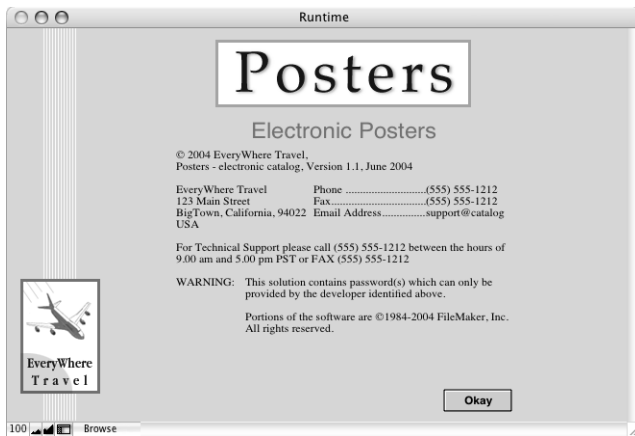 Runtime
Posters
Electronic Posters
© 2004 EveryWhere Travel,
Posters - electronic catalog, Version 1.1, June 2004
EveryWhere Travel Phone ............................(555) 555-1212
123 Main Street Fax.................................(555) 555-1212
BigTown, California, 94022 Email Address...............support@catalog
USA
For Technical Support please call (555) 555-1212 between the hours of
9.00 am and 5.00 pm PST or FAX (555) 555-1212
WARNING: This solution contains password(s) which can only be
provided by the developer identified above.
Portions of the software are ©1984-2004 FileMaker, Inc.
All rights reserved.
EveryWhere
Travel
Okay
100 Browse